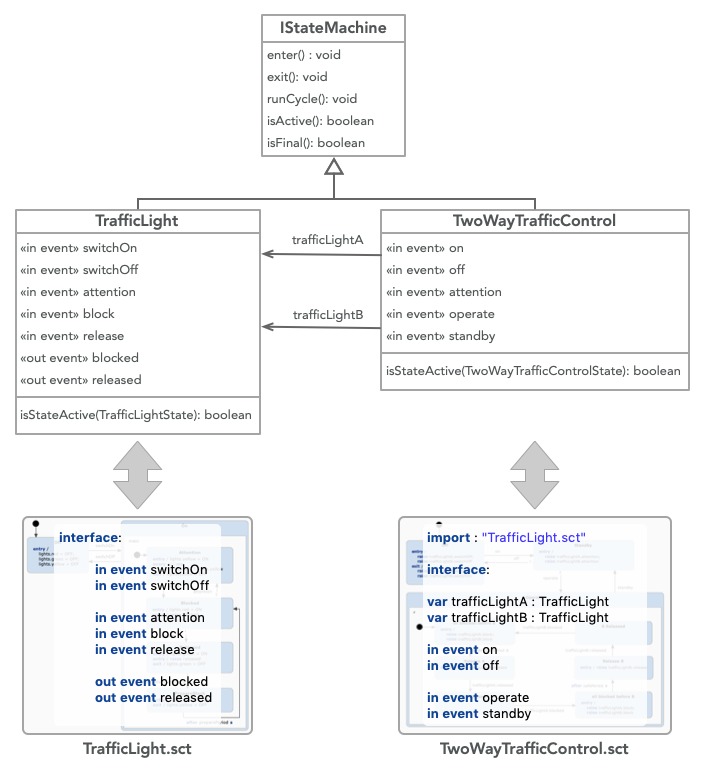 IStateMachine
enter() : void
exit(): void
runCycle(): void
isActive(): boolean
isFinal(): boolean
TrafficLight
«in event» switchOn
«in event» switchOff
«in event» attention
«in event» block
«in event» release
«out event» blocked
«out event» released
isStateActive(TrafficLightState): boolean
trafficLightA
trafficLightB
TwoWayTrafficControl
«in event» on
«in event» off
«in event» attention
«in event» operate
«in event» standby
isStateActive(TwoWayTrafficControlState): boolean
interface:
in event switchOn
in event switchOff
in event attention
in event block
in event release
out event blocked
out event released
TrafficLight.sct
import : "TrafficLight.sct"
interface:
var trafficLightA : TrafficLight
var trafficLightB : TrafficLight
in event on
in event off
in event operate
in event standby
TwoWayTrafficControl.sct